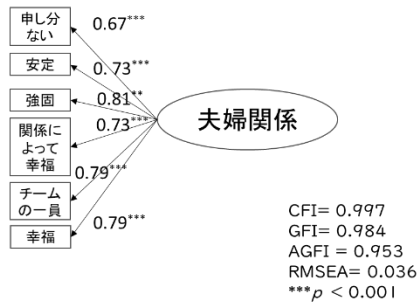 申し分
ない
0.67***
安定
0.73***
強固
0.81**
夫婦関係
関係に
よって
幸福
0.73***
チーム
の一員
0.79***
幸福
0.79***
CFI= 0.997
GFI= 0.984
AGFI = 0.953
RMSEA= 0.036
***p < 0.001